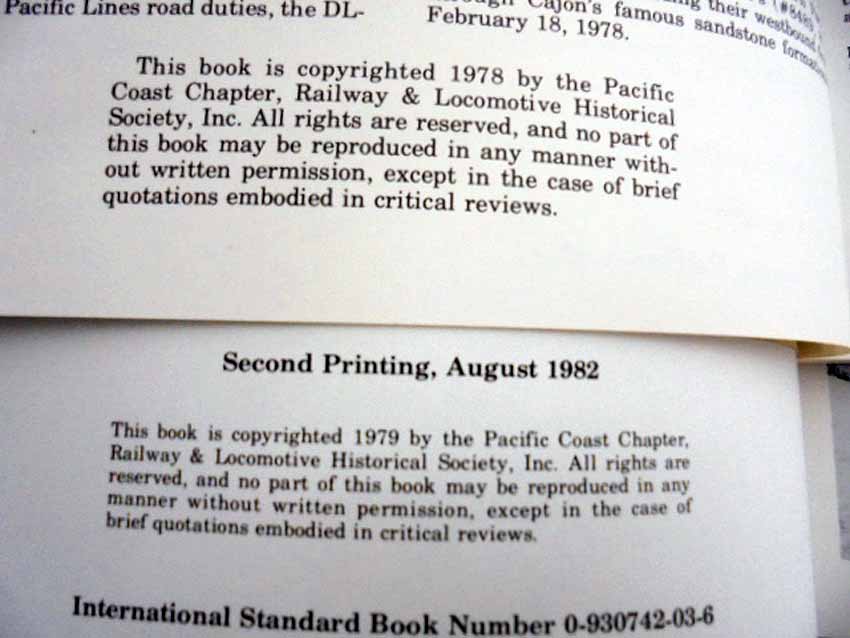 Pacific Lines road duties, the DL-
Cajon's famous sandstone
their westbound
February 18, 1978.
This book is copyrighted 1978 by the Pacific
Coast Chapter, Railway & Locomotive Historical
Society, Inc. All rights are reserved, and no part of
this book may be reproduced in any manner with-
out written permission, except in the case of brief
quotations embodied in critical reviews.
Second Printing, August 1982
This book is copyrighted 1979 by the Pacific Coast Chapter,
Railway & Locomotive Historical Society, Inc. All rights are
reserved, and no part of this book may be reproduced in any
manner without written permission, except in the case of
brief quotations embodied in critical reviews.
International Standard Book Number 0-930742-03-6